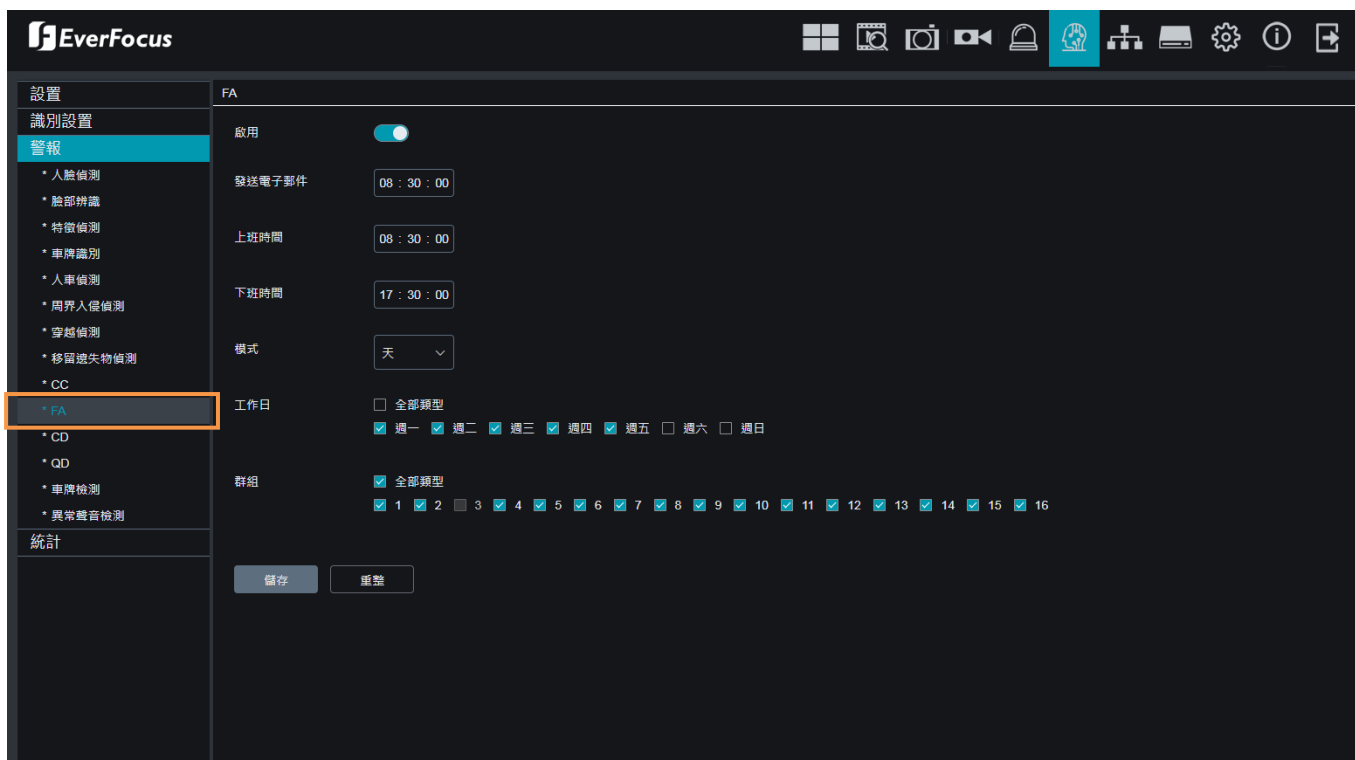 EverFocus
設置
識別設置
警報
* 人臉偵測
* 臉部辨識
* 特徵偵測
* 車牌識別
* 人車偵測
* 周界入侵偵測
* 穿越偵測
* 移留遺失物偵測
* CC
* FA
* CD
* QD
* 車牌檢測
* 異常聲音檢測
統計
FA
啟用
發送電子郵件 08 : 30 : 00
上班時間 08 : 30 : 00
下班時間 17 : 30 : 00
模式 天
工作日 全部類型
週一 週二 週三 週四 週五 週六 週日
群組 全部類型
1 2 3 4 5 6 7 8 9 10 11 12 13 14 15 16
儲存 重整